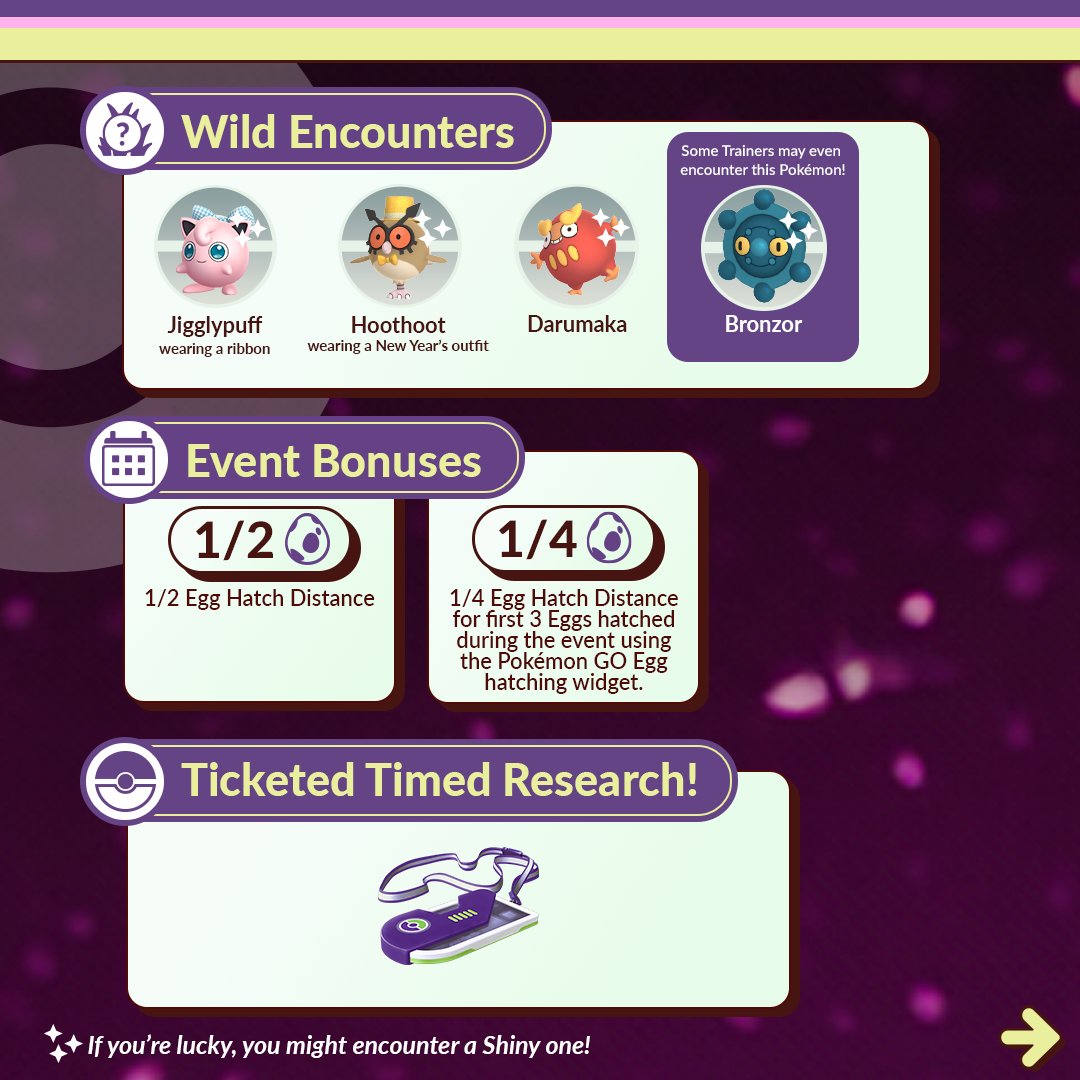 Wild Encounters
Some Trainers may even
encounter this Pokémon!
Jigglypuff
wearing a ribbon
Hoothoot
wearing a New Year's outfit
Darumaka
Bronzor
Event Bonuses
1/2
1/2 Egg Hatch Distance
1/4
1/4 Egg Hatch Distance
for first 3 Eggs hatched
during the event using
the Pokémon GO Egg
hatching widget.
Ticketed Timed Research!
If you're lucky, you might encounter a Shiny one!